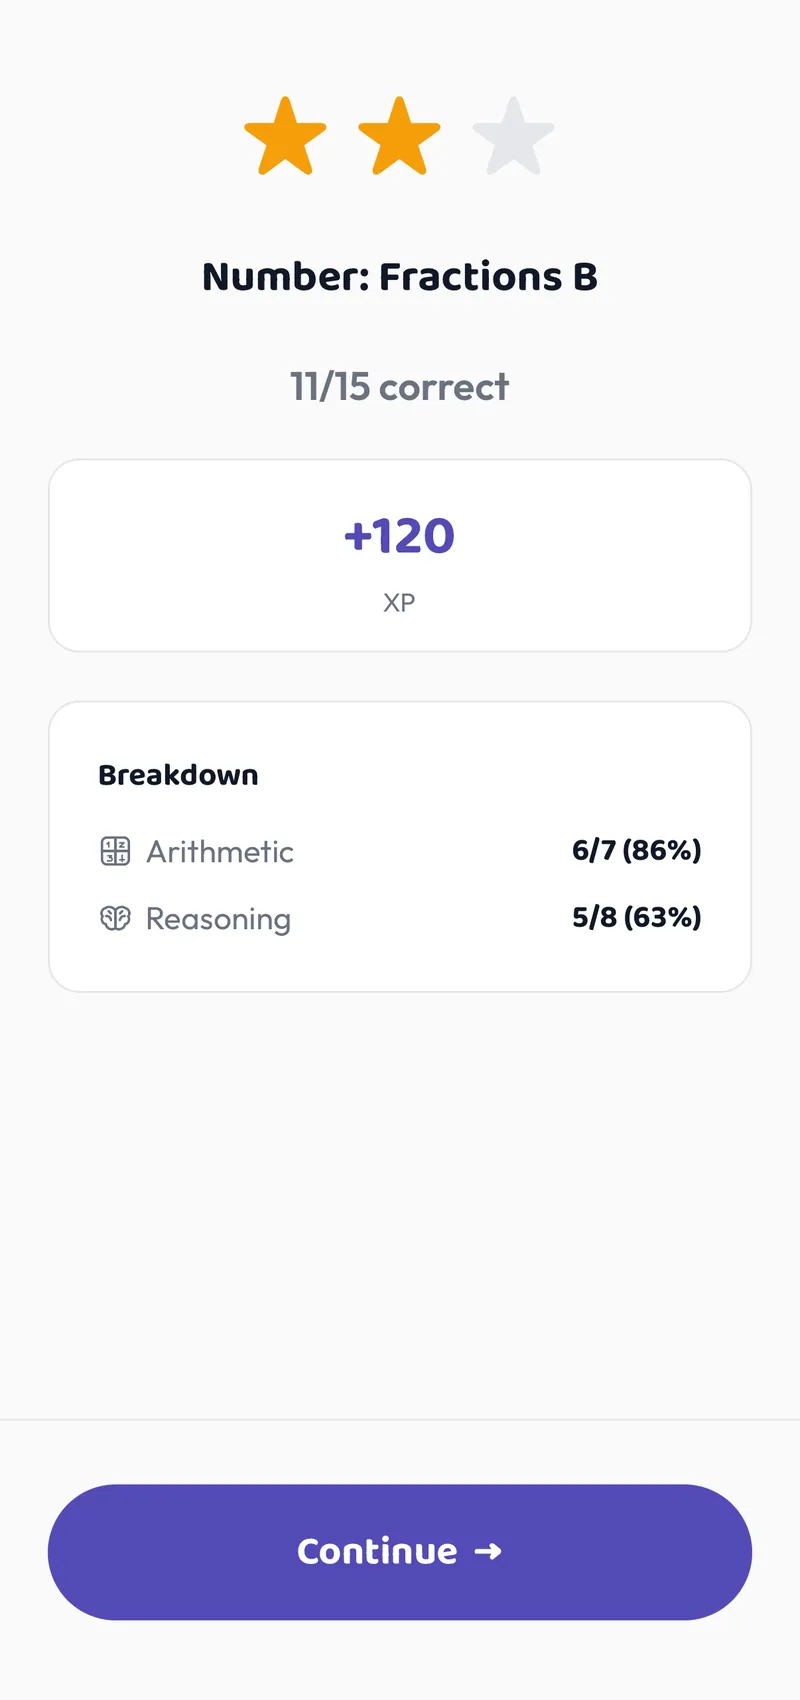 Number: Fractions B
11/15 correct
+120
XP
Breakdown
Arithmetic 6/7 (86%)
Reasoning 5/8 (63%)
Continue →